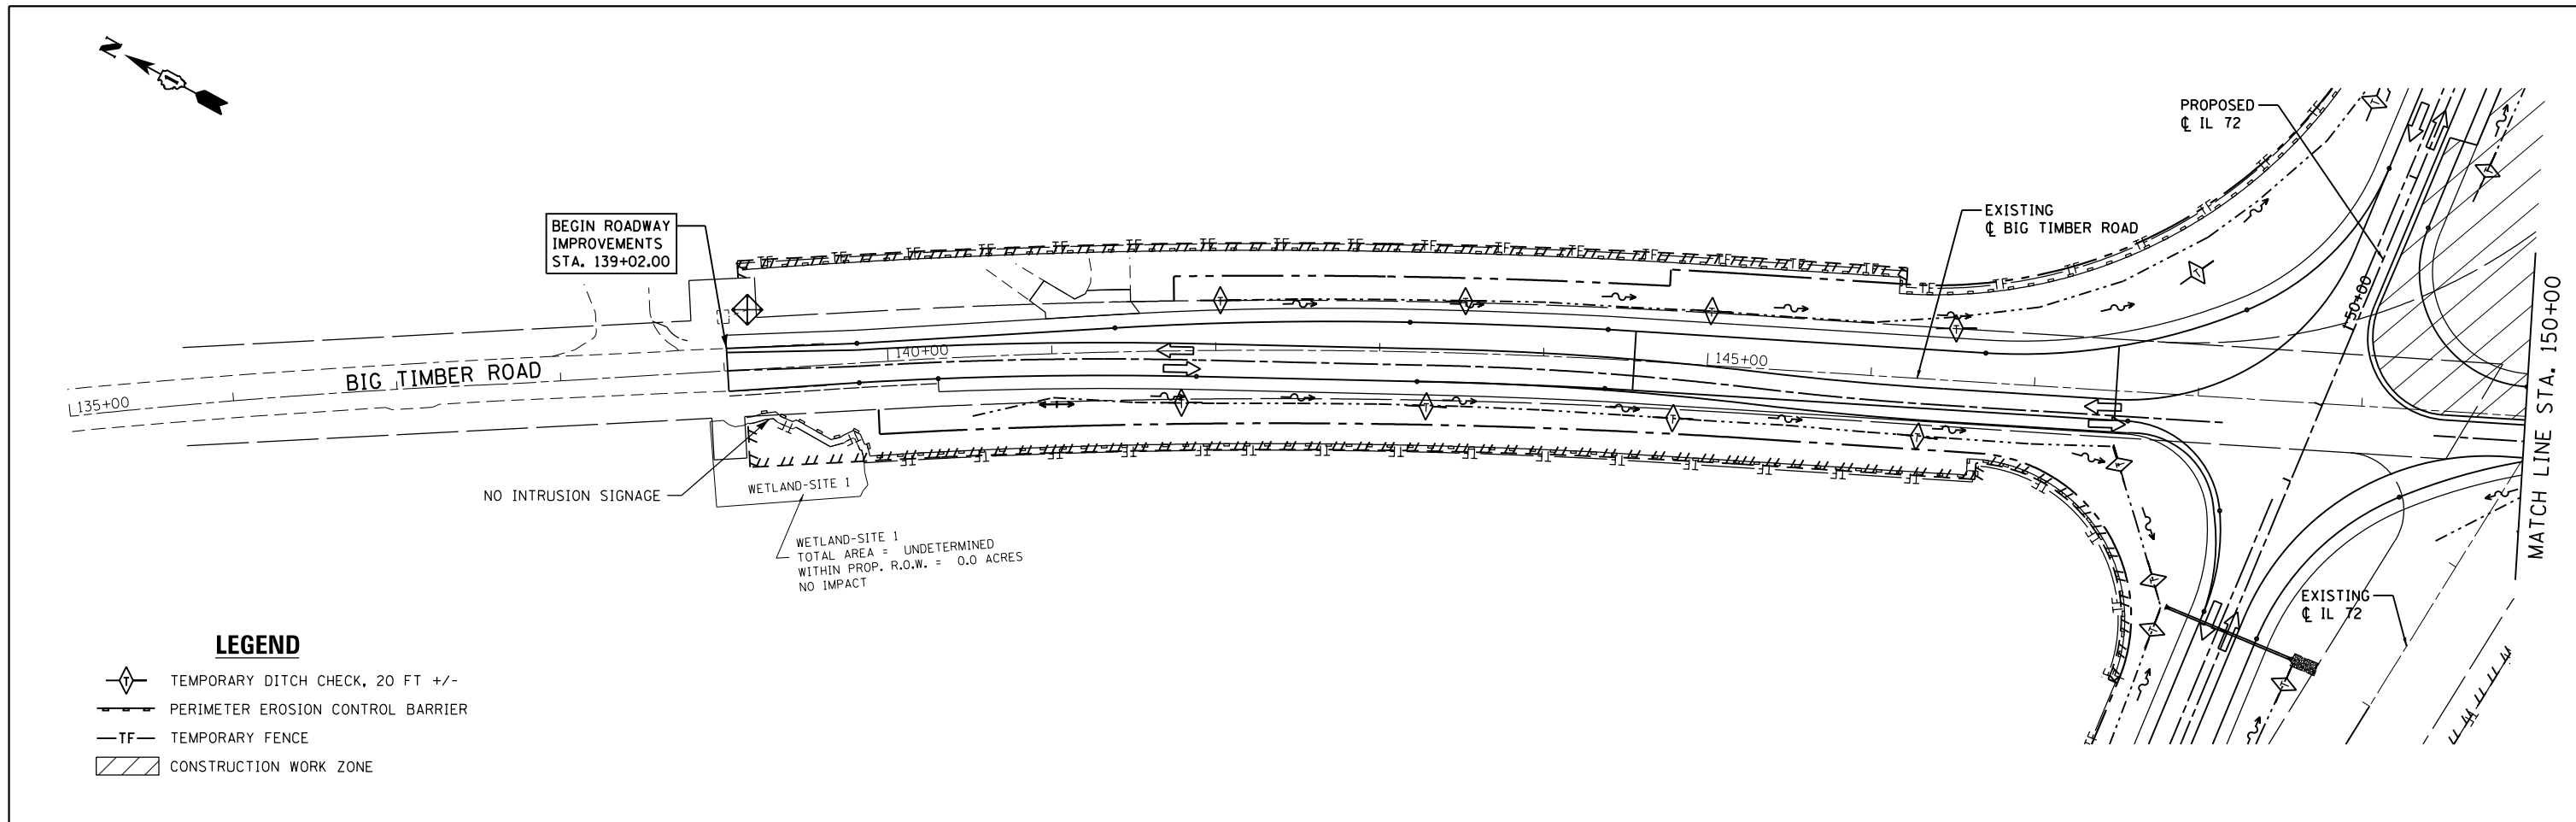 N
BEGIN ROADWAY
IMPROVEMENTS
STA. 139+02.00
PROPOSED
℄ IL 72
EXISTING
℄ BIG TIMBER ROAD
BIG TIMBER ROAD
135+00
140+00
145+00
150+00
MATCH LINE STA. 150+00
NO INTRUSION SIGNAGE
WETLAND-SITE 1
WETLAND-SITE 1
TOTAL AREA = UNDETERMINED
WITHIN PROP. R.O.W. = 0.0 ACRES
NO IMPACT
EXISTING
℄ IL 72
LEGEND
T TEMPORARY DITCH CHECK, 20 FT +/-
PERIMETER EROSION CONTROL BARRIER
TF TEMPORARY FENCE
CONSTRUCTION WORK ZONE